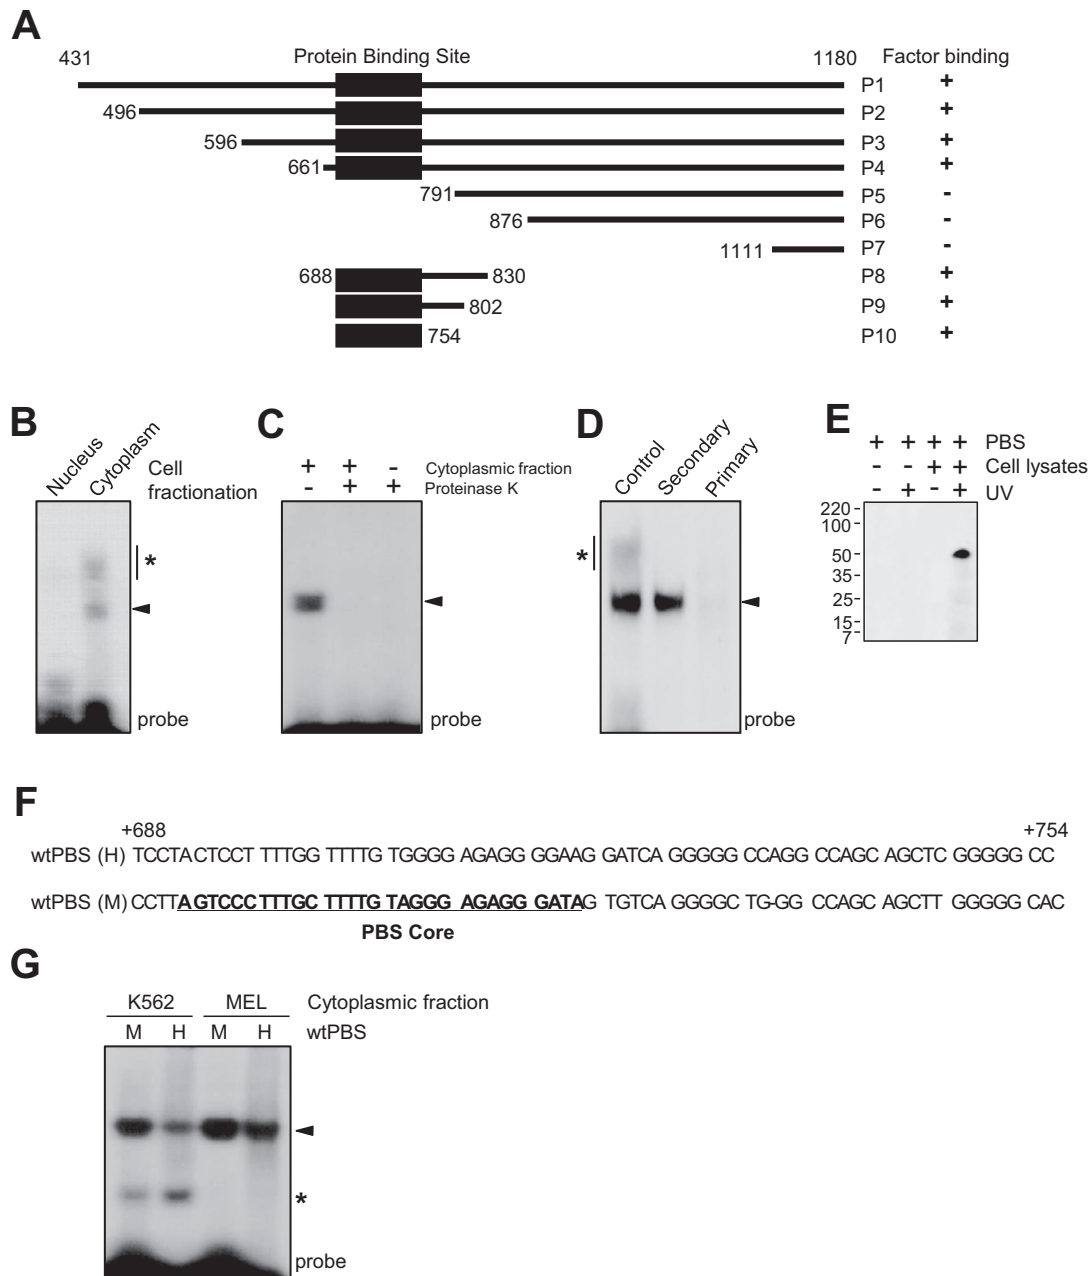 A
431 Protein Binding Site 1180 Factor binding
P1 +
496 P2 +
596 P3 +
661 P4 +
791 P5 -
876 P6 -
1111 P7 -
688 830 P8 +
802 P9 +
754 P10 +
B
Nucleus
Cytoplasm
Cell
fractionation
*
probe
C
+ + - Cytoplasmic fraction
- + + Proteinase K
probe
D
Control
Secondary
Primary
*
probe
E
+ + + + PBS
- - + + Cell lysates
- + - + UV
220 -
100 -
50 -
35 -
25 -
15 -
7 -
F
+688 +754
wtPBS (H) TCCTACTCCT TTTGG TTTTG TGGGG AGAGG GGAAG GATCA GGGGG CCAGG CCAGC AGCTC GGGGG CC
wtPBS (M) CCTTAGTCCCTTTGC TTTTG TAGGG AGAGG GATAG TGTCA GGGGC TG-GG CCAGC AGCTT GGGGG CAC
PBS Core
G
K562 MEL Cytoplasmic fraction
M H M H wtPBS
*
probe